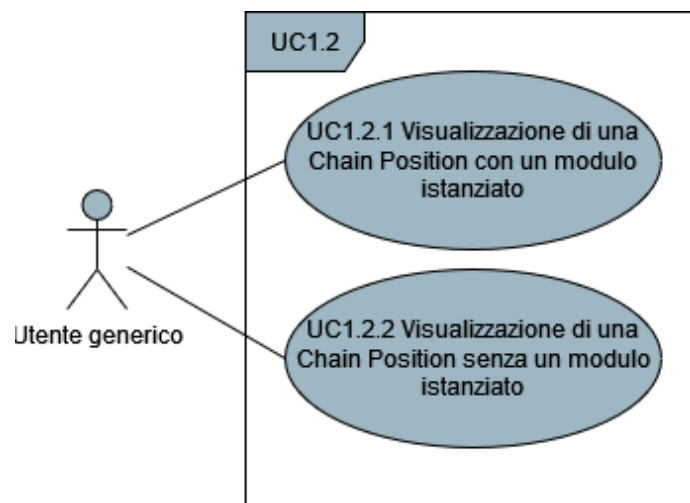 UC1.2
UC1.2.1 Visualizzazione di una
Chain Position con un modulo
istanziato
Utente generico
UC1.2.2 Visualizzazione di una
Chain Position senza un modulo
istanziato